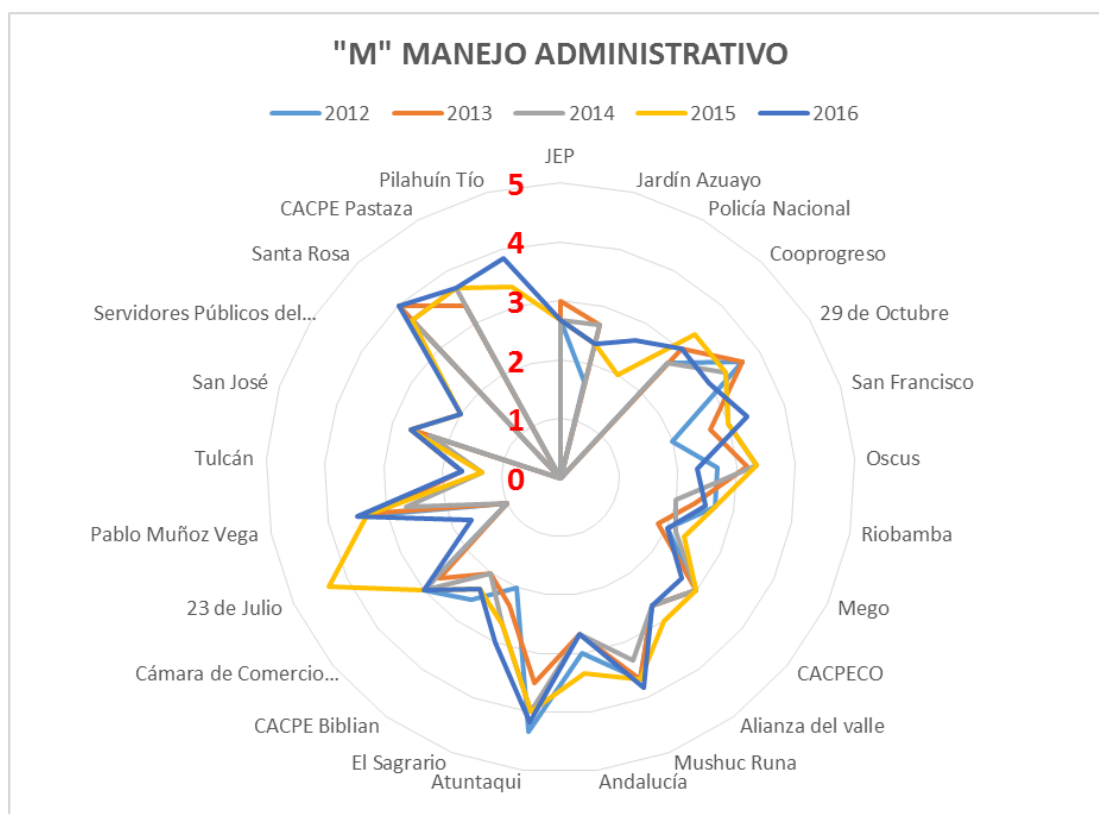 "M" MANEJO ADMINISTRATIVO
2012 2013 2014 2015 2016
JEP
Jardín Azuayo
Policía Nacional
Cooprogreso
29 de Octubre
San Francisco
Oscus
Riobamba
Mego
CACPECO
Alianza del valle
Mushuc Runa
Andalucía
Atuntaqui
El Sagrario
CACPE Biblian
Cámara de Comercio...
23 de Julio
Pablo Muñoz Vega
Tulcán
San José
Servidores Públicos del...
Santa Rosa
CACPE Pastaza
Pilahuín Tío
5
4
3
2
1
0